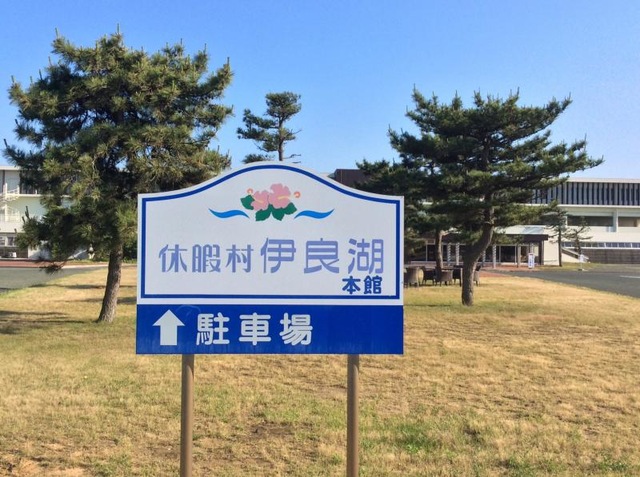 休暇村 伊良湖
本館
↑ 駐車場